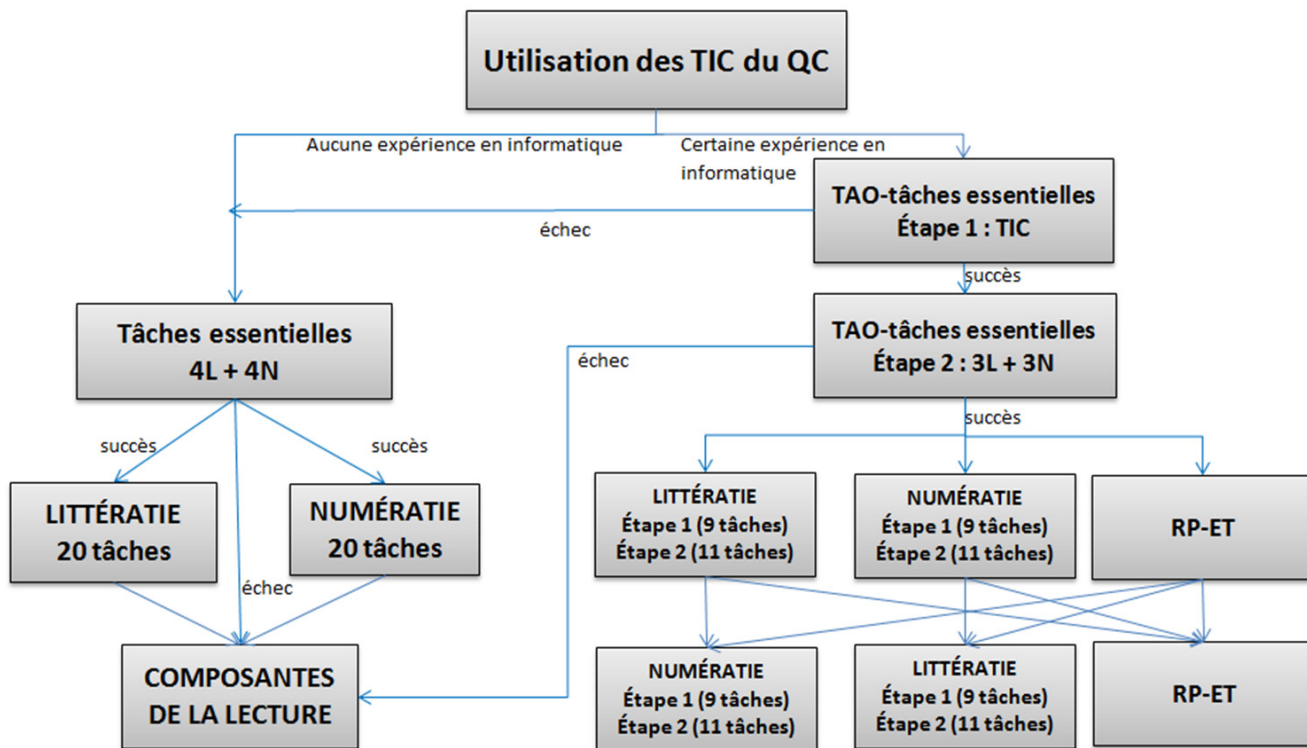 Utilisation des TIC du QC
Aucune expérience en informatique
Certaine expérience en
informatique
TAO-tâches essentielles
Étape 1 : TIC
échec
succès
Tâches essentielles
4L + 4N
TAO-tâches essentielles
Étape 2 : 3L + 3N
échec
succès
succès
succès
LITTÉRATIE
20 tâches
NUMÉRATIE
20 tâches
LITTÉRATIE
Étape 1 (9 tâches)
Étape 2 (11 tâches)
NUMÉRATIE
Étape 1 (9 tâches)
Étape 2 (11 tâches)
RP-ET
échec
COMPOSANTES
DE LA LECTURE
NUMÉRATIE
Étape 1 (9 tâches)
Étape 2 (11 tâches)
LITTÉRATIE
Étape 1 (9 tâches)
Étape 2 (11 tâches)
RP-ET